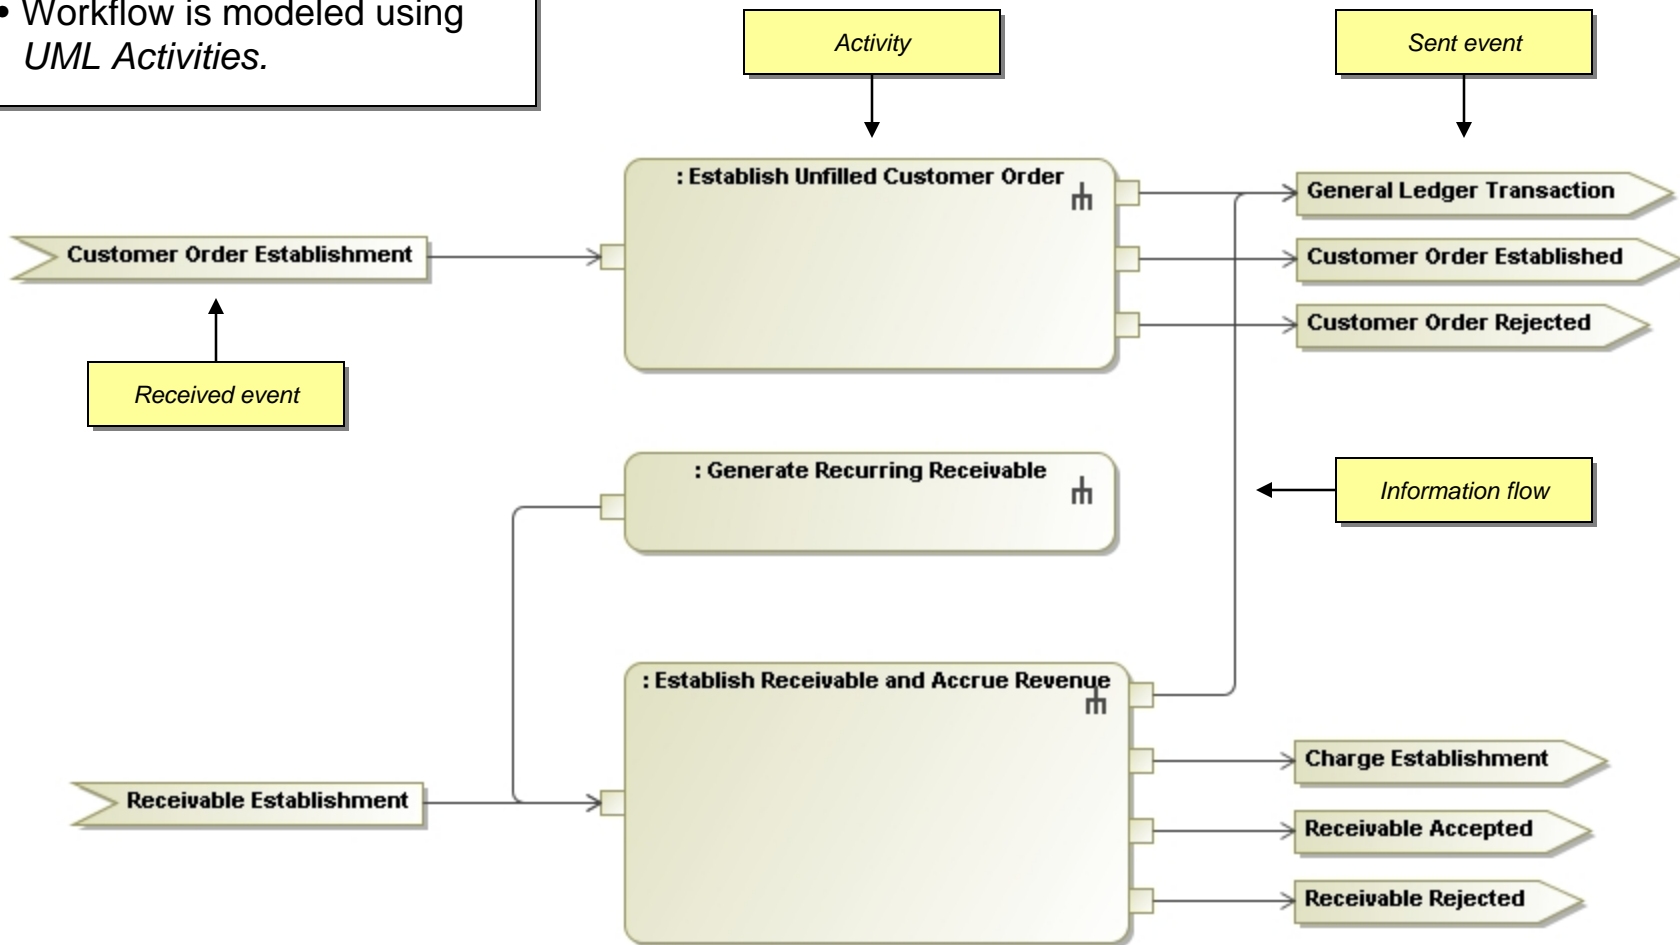 • Workflow is modeled using
UML Activities.
Activity
Sent event
: Establish Unfilled Customer Order
General Ledger Transaction
Customer Order Establishment
Customer Order Established
Customer Order Rejected
Received event
: Generate Recurring Receivable
Information flow
: Establish Receivable and Accrue Revenue
Charge Establishment
Receivable Establishment
Receivable Accepted
Receivable Rejected